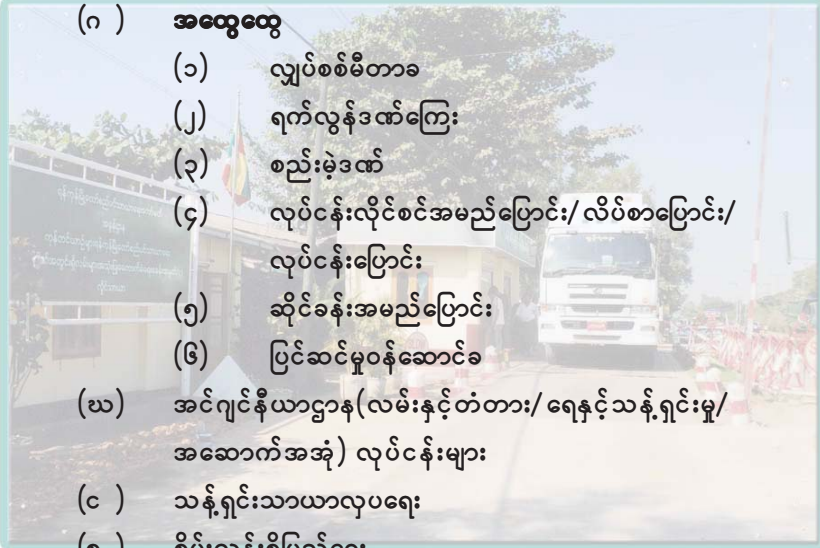 (ဂ ) အထွေထွေ
(၁) လျှပ်စစ်မီတာခ
(၂) ရက်လွန်ဒဏ်ကြေး
(၃) စည်းမဲ့ဒဏ်
(၄) လုပ်ငန်းလိုင်စင်အမည်ပြောင်း/လိပ်စာပြောင်း/
လုပ်ငန်းပြောင်း
(၅) ဆိုင်ခန်းအမည်ပြောင်း
(၆) ပြင်ဆင်မှုဝန်ဆောင်ခ
(ဃ) အင်ဂျင်နီယာဌာန(လမ်းနှင့်တံတား/ရေနှင့်သန့်ရှင်းမှု/
အဆောက်အအုံ) လုပ်ငန်းများ
(င ) သန့်ရှင်းသာယာလှပရေး